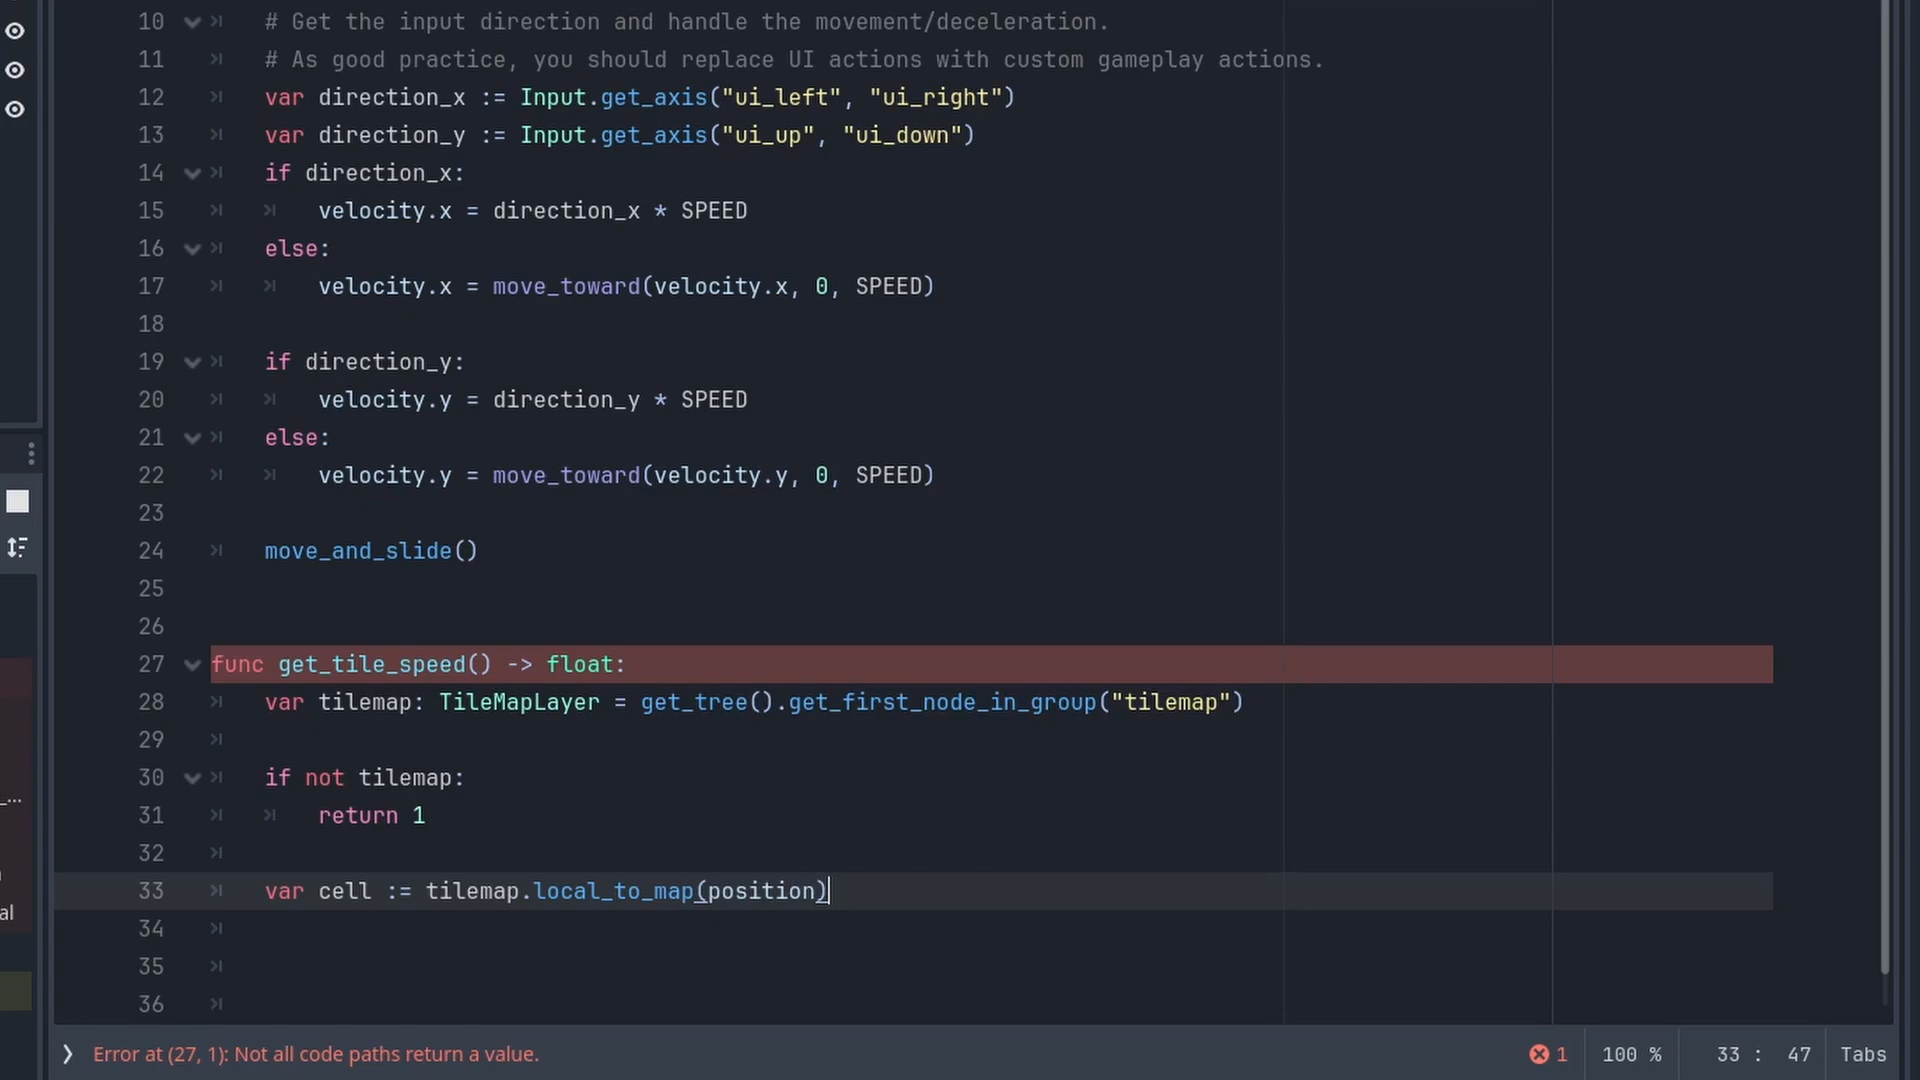 10 # Get the input direction and handle the movement/deceleration.
11 # As good practice, you should replace UI actions with custom gameplay actions.
12 var direction_x := Input.get_axis("ui_left", "ui_right")
13 var direction_y := Input.get_axis("ui_up", "ui_down")
14 if direction_x:
15 velocity.x = direction_x * SPEED
16 else:
17 velocity.x = move_toward(velocity.x, 0, SPEED)
18
19 if direction_y:
20 velocity.y = direction_y * SPEED
21 else:
22 velocity.y = move_toward(velocity.y, 0, SPEED)
23
24 move_and_slide()
25
26
27 func get_tile_speed() -> float:
28 var tilemap: TileMapLayer = get_tree().get_first_node_in_group("tilemap")
29
30 if not tilemap:
31 return 1
32
33 var cell := tilemap.local_to_map(position)
34
35
36
_...
al
Error at (27, 1): Not all code paths return a value.
1 100 % 33 : 47 Tabs